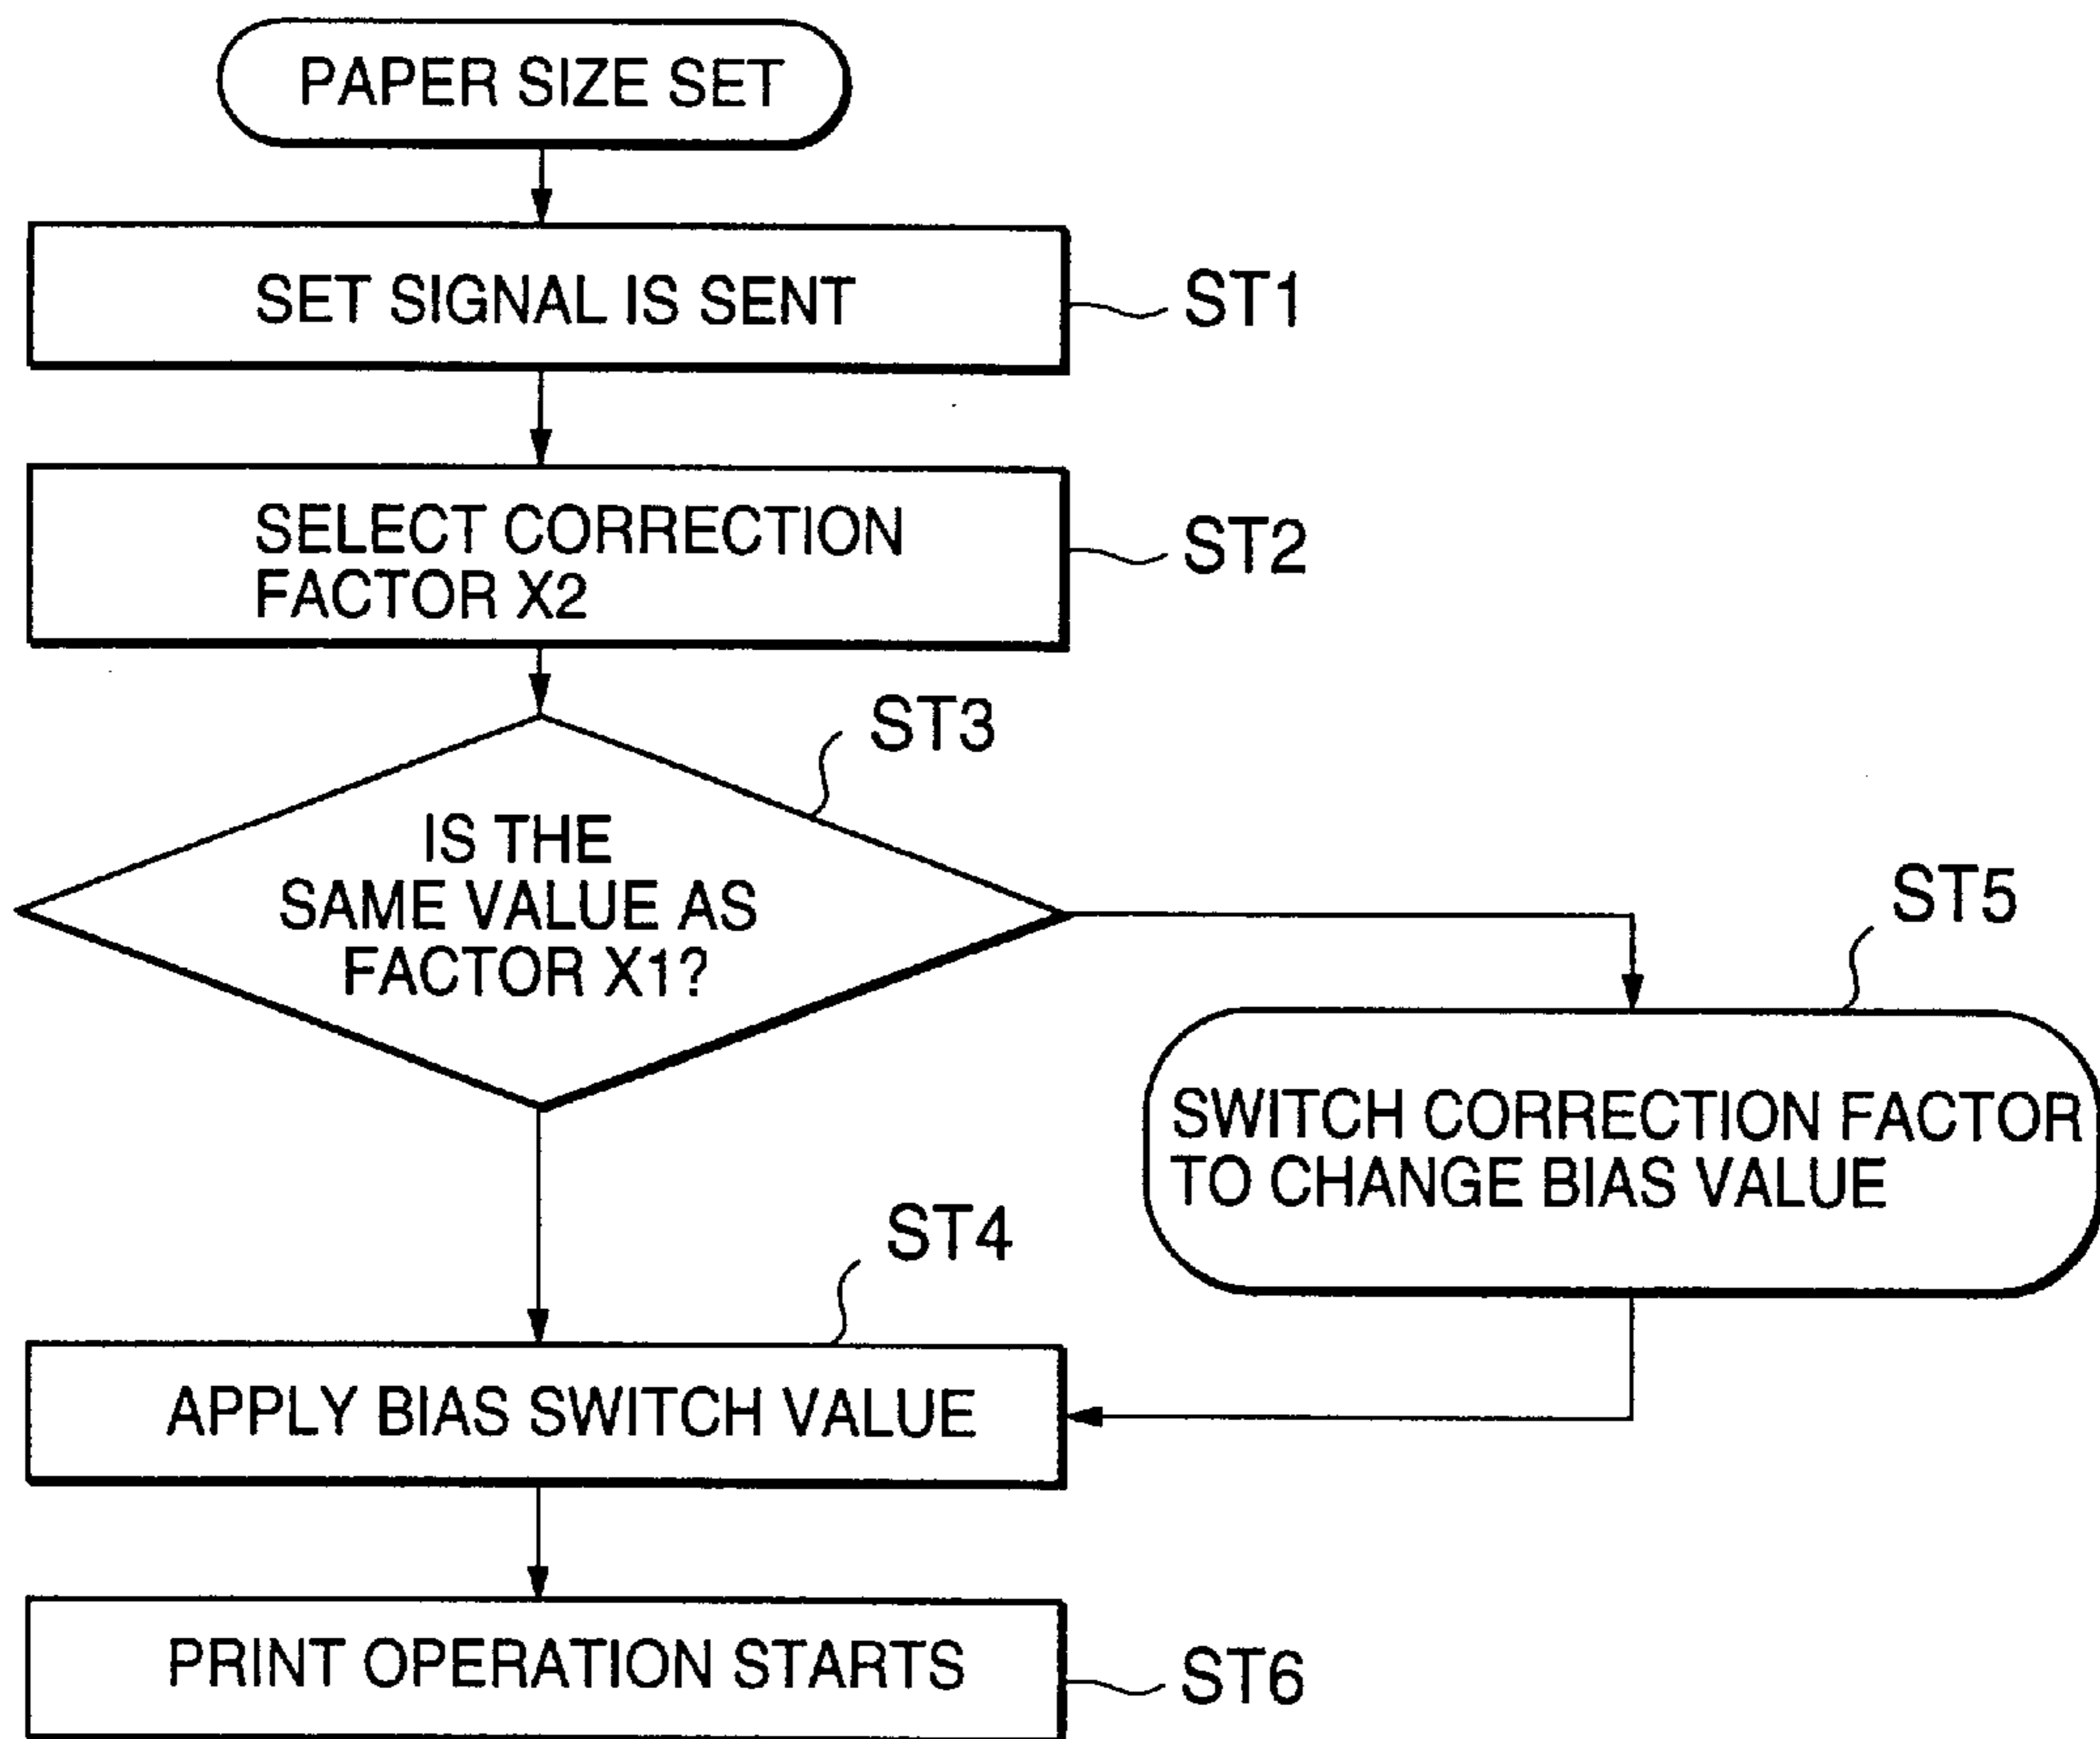 PAPER SIZE SET
SET SIGNAL IS SENT
ST1
SELECT CORRECTION
FACTOR X2
ST2
ST3
IS THE
SAME VALUE AS
FACTOR X1?
ST5
SWITCH CORRECTION FACTOR
TO CHANGE BIAS VALUE
ST4
APPLY BIAS SWITCH VALUE
PRINT OPERATION STARTS
ST6